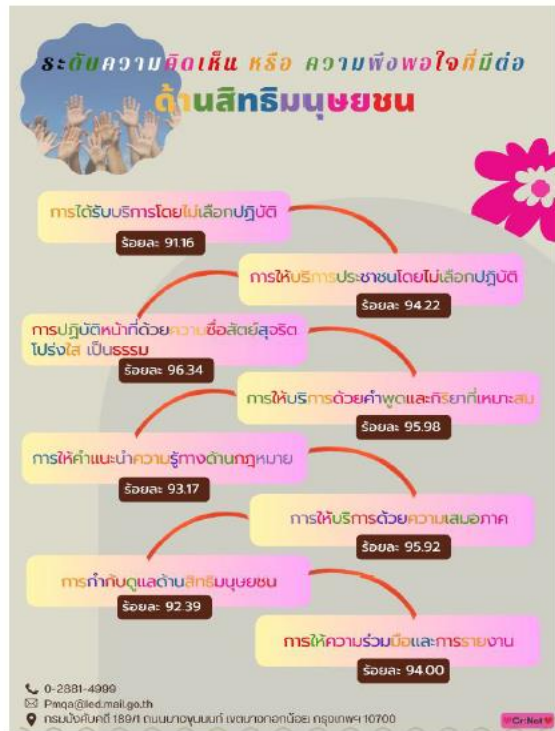 ระดับความคิดเห็น หรือ ความพึงพอใจที่มีต่อ
ด้านสิทธิมนุษยชน
การได้รับบริการโดยไม่เลือกปฏิบัติ
ร้อยละ 91.16
การให้บริการประชาชนโดยไม่เลือกปฏิบัติ
ร้อยละ 94.22
การปฏิบัติหน้าที่ด้วยความซื่อสัตย์สุจริต
โปร่งใส เป็นธรรม
ร้อยละ 96.34
การให้บริการด้วยคำพูดและกิริยาที่เหมาะสม
ร้อยละ 95.98
การให้คำแนะนำความรู้ทางด้านกฎหมาย
ร้อยละ 93.17
การให้บริการด้วยความเสมอภาค
ร้อยละ 95.92
การกำกับดูแลด้านสิทธิมนุษยชน
ร้อยละ 92.39
การให้ความร่วมมือและการรายงาน
ร้อยละ 94.00
0-2881-4999
Pmqa@led.mail.go.th
กรมบังคับคดี 189/1 ถนนบางขุนนนท์ เขตบางกอกน้อย กรุงเทพฯ 10700
Cr:Not